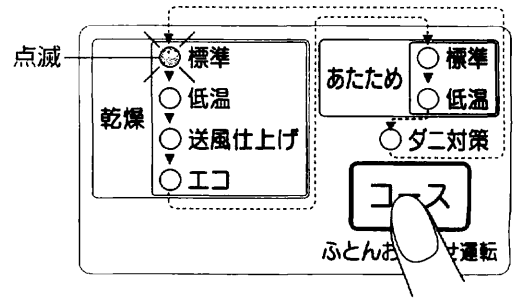 点滅
乾燥
標準
低温
送風仕上げ
エコ
あたため
標準
低温
ダニ対策
コース
ふとんお
せ運転